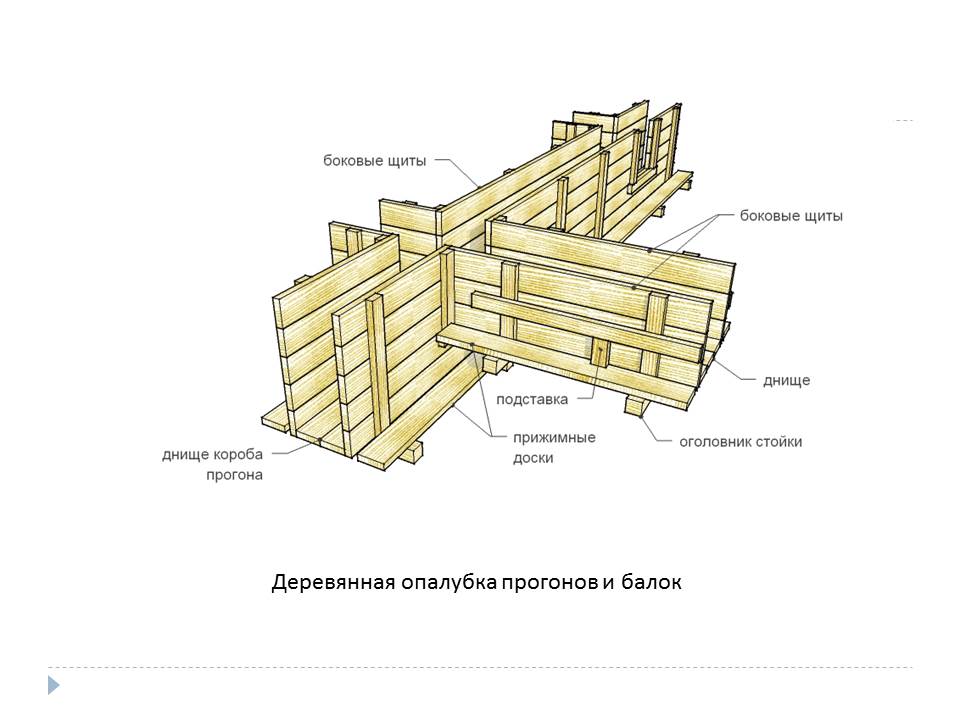 боковые щиты
боковые щиты
днище
подставка
прижимные
доски
оголовник стойки
днище короба
прогона
Деревянная опалубка прогонов и балок